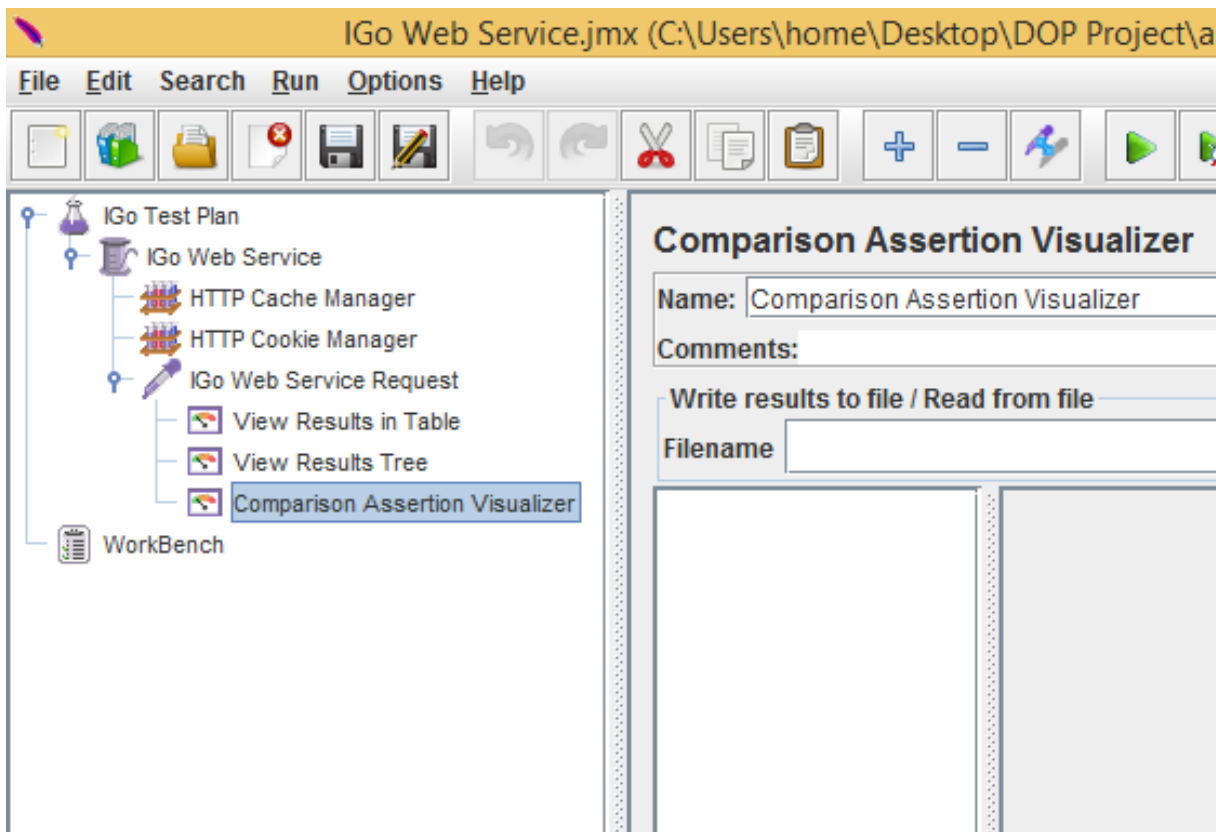 IGo Web Service.jmx (C:\Users\home\Desktop\DOP Project\a
File Edit Search Run Options Help
IGo Test Plan
IGo Web Service
HTTP Cache Manager
HTTP Cookie Manager
IGo Web Service Request
View Results in Table
View Results Tree
Comparison Assertion Visualizer
WorkBench
Comparison Assertion Visualizer
Name: Comparison Assertion Visualizer
Comments:
Write results to file / Read from file
Filename